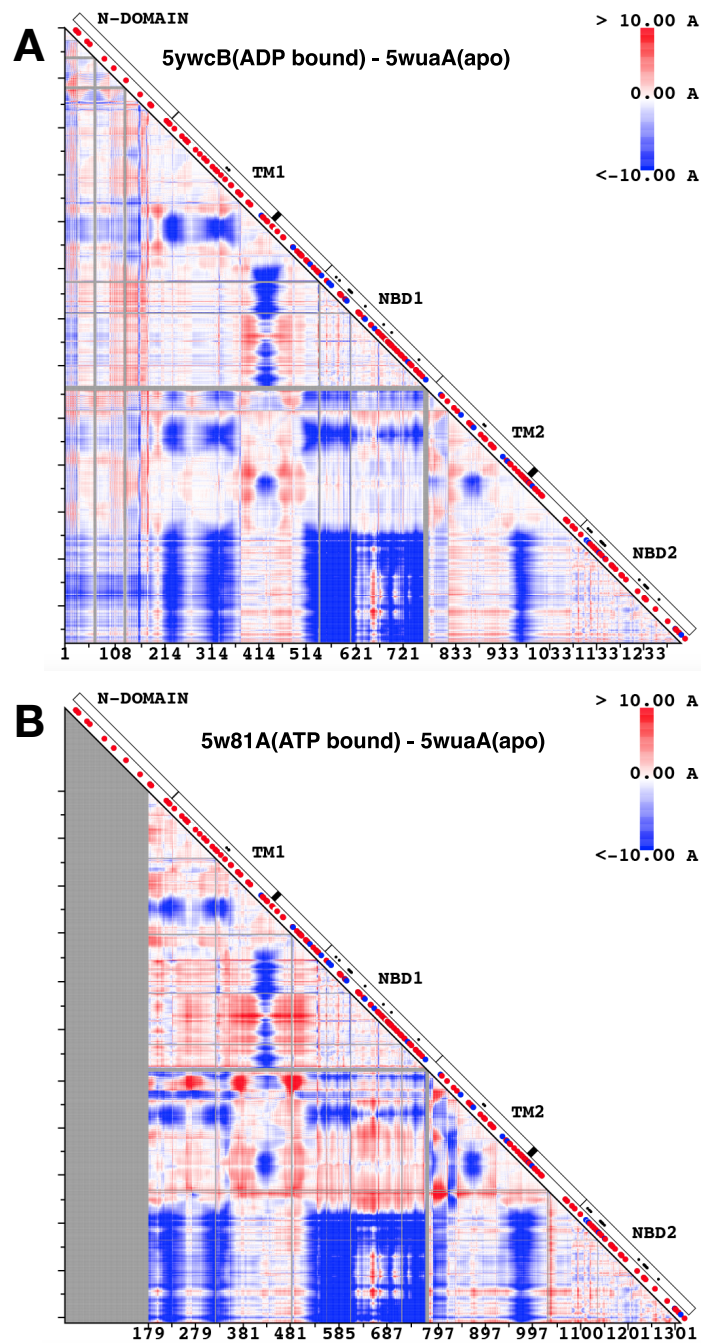 A
N-DOMAIN
5ywcB(ADP bound) - 5wuaA(apo)
> 10.00 A
0.00 A
<-10.00 A
TM1
NBD1
TM2
NBD2
1 108 214 314 414 514 621 721 833 933 1033 1133 1233
B
N-DOMAIN
5w81A(ATP bound) - 5wuaA(apo)
> 10.00 A
0.00 A
<-10.00 A
TM1
NBD1
TM2
NBD2
179 279 381 481 585 687 797 897 997 1100 1201 1301